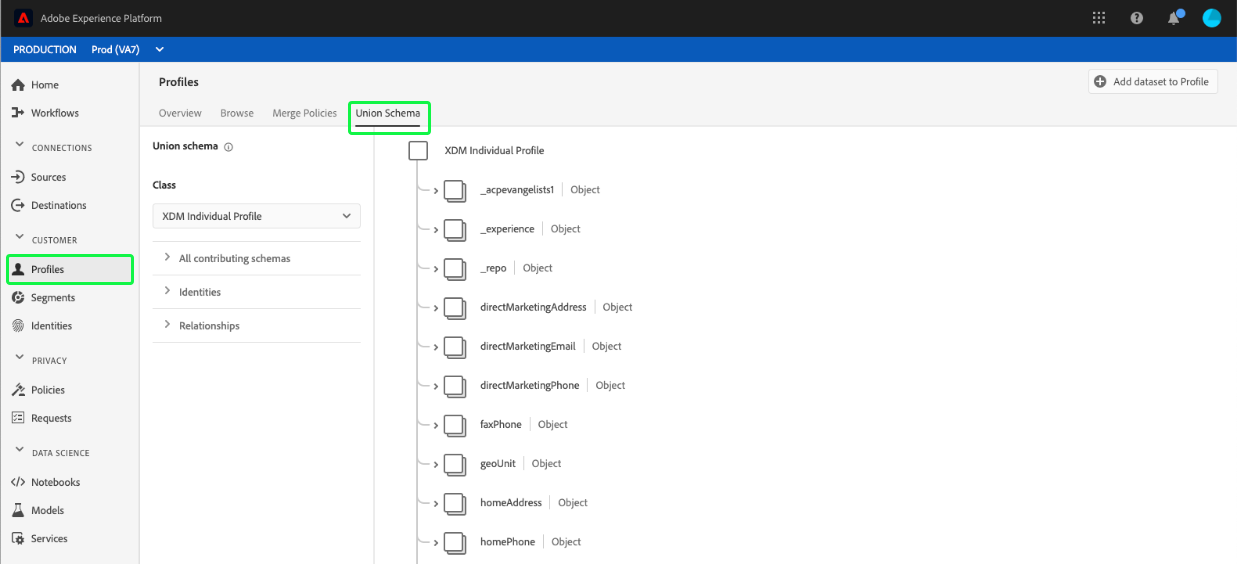 Adobe Experience Platform
PRODUCTION Prod (VA7)
Home
Workflows
CONNECTIONS
Sources
Destinations
CUSTOMER
Profiles
Segments
Identities
PRIVACY
Policies
Requests
DATA SCIENCE
Notebooks
Models
Services
Profiles
Add dataset to Profile
Overview Browse Merge Policies Union Schema
Union schema
Class
XDM Individual Profile
All contributing schemas
Identities
Relationships
XDM Individual Profile
_acpevangelists1 Object
_experience Object
_repo Object
directMarketingAddress Object
directMarketingEmail Object
directMarketingPhone Object
faxPhone Object
geoUnit Object
homeAddress Object
homePhone Object